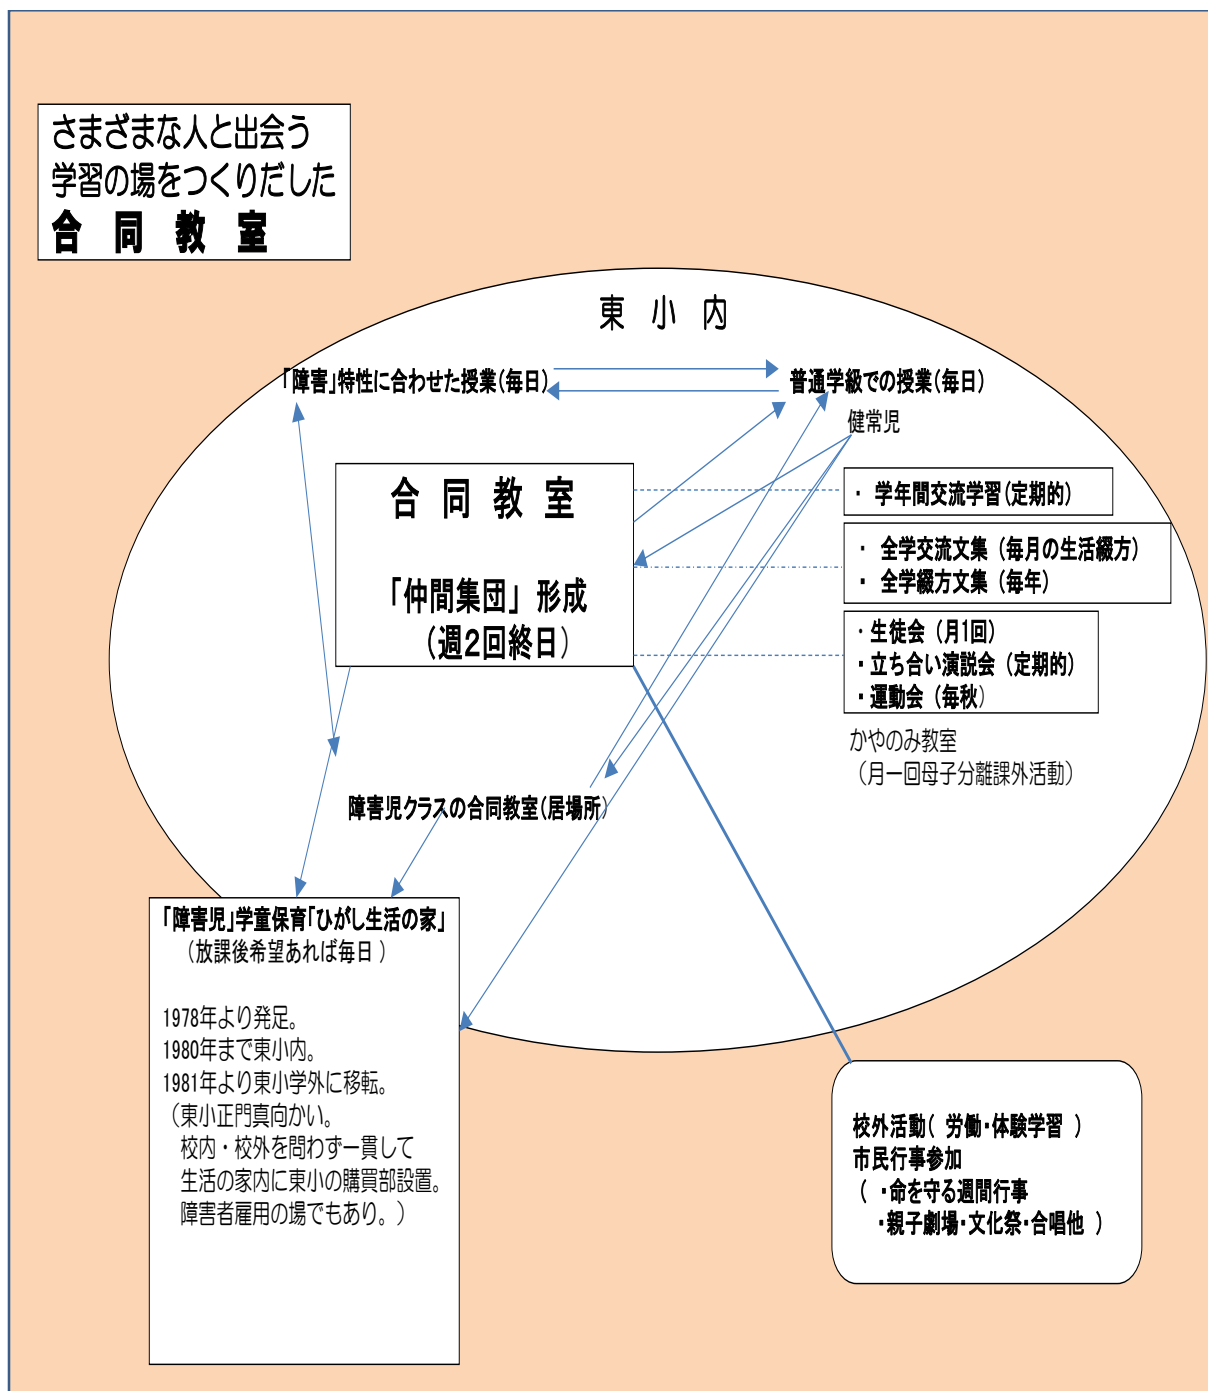 さまざまな人と出会う
学習の場をつくりだした
合 同 教 室
東 小 内
「障害」特性に合わせた授業(毎日)
普通学級での授業(毎日)
健常児
合 同 教 室
「仲間集団」形成
(週2回終日)
・ 学年間交流学習(定期的)
・ 全学交流文集 (毎月の生活綴方)
・ 全学綴方文集 (毎年)
・生徒会 (月1回)
・立ち合い演説会 (定期的)
・運動会 (毎秋)
かやのみ教室
(月一回母子分離課外活動)
障害児クラスの合同教室(居場所)
「障害児」学童保育「ひがし生活の家」
(放課後希望あれば毎日 )
1978年より発足。
1980年まで東小内。
1981年より東小学外に移転。
(東小正門真向かい。
校内・校外を問わず一貫して
生活の家内に東小の購買部設置。
障害者雇用の場でもあり。)
校外活動( 労働・体験学習 )
市民行事参加
( ・命を守る週間行事
・親子劇場・文化祭・合唱他 )